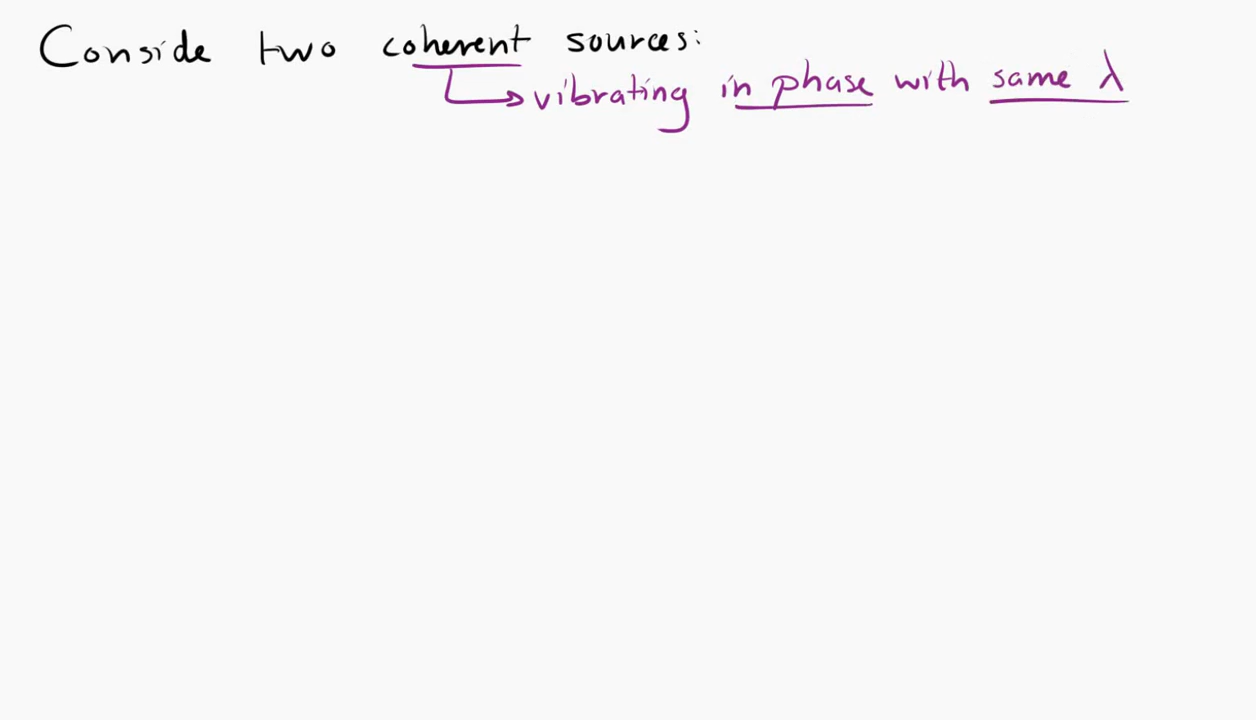 Conside two coherent sources:
vibrating in phase with same λ